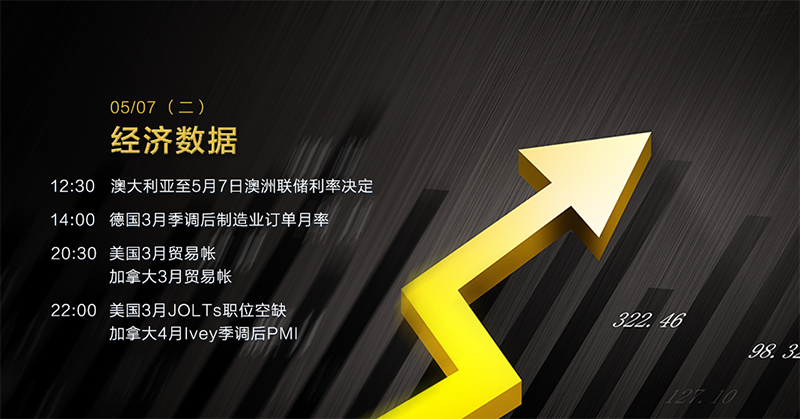 05/07（二）
经济数据
12:30 澳大利亚至5月7日澳洲联储利率决定
14:00 德国3月季调后制造业订单月率
20:30 美国3月贸易帐
加拿大3月贸易帐
22:00 美国3月JOLTs职位空缺
加拿大4月Ivey季调后PMI
322.46
98.32
127.10